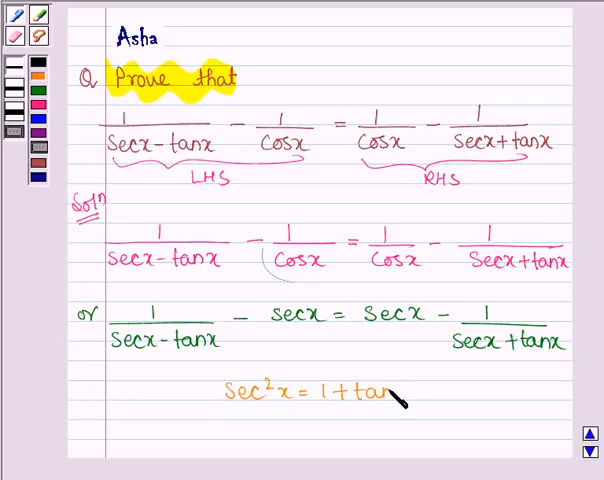 Asha
Q Prove that
1/(Secx-tanx) - 1/Cosx = 1/Cosx - 1/(Secx+tanx)
LHS RHS
Soln
1/(Secx-tanx) - 1/Cosx = 1/Cosx - 1/(Secx+tanx)
or 1/(Secx-tanx) - Secx = Secx - 1/(Secx+tanx)
Sec²x = 1+tan